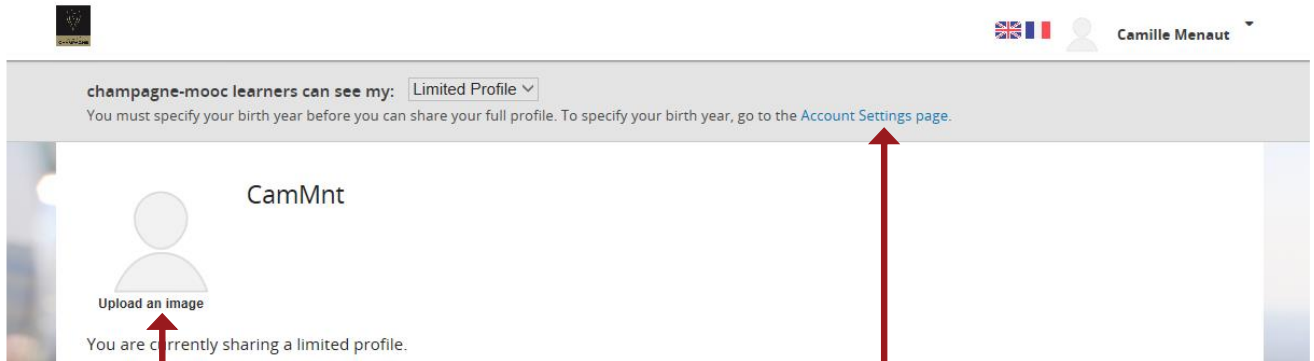 CHAMPAGNE
Camille Menaut
champagne-mooc learners can see my: Limited Profile
You must specify your birth year before you can share your full profile. To specify your birth year, go to the Account Settings page.
CamMnt
Upload an image
You are currently sharing a limited profile.